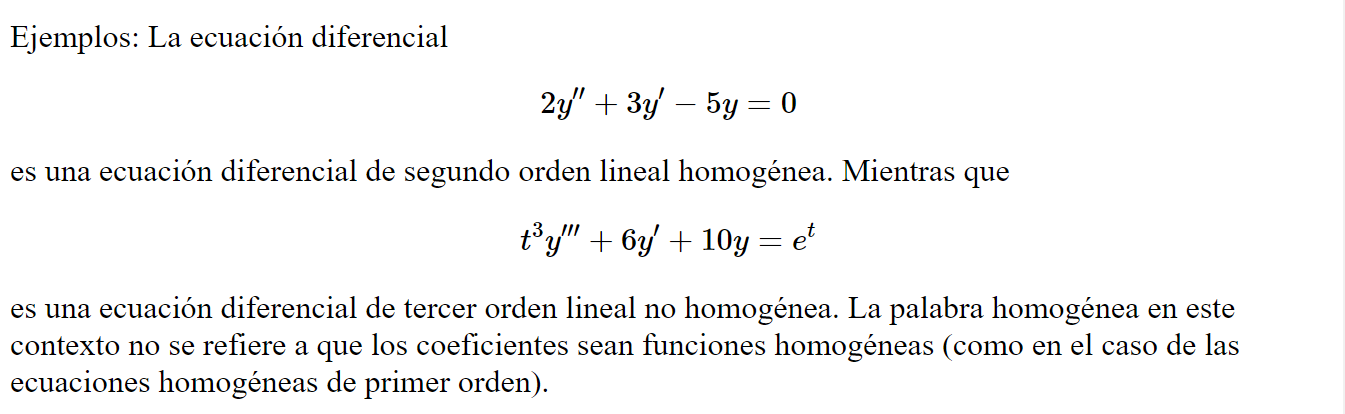 Ejemplos: La ecuación diferencial
2y″ + 3y′ − 5y = 0
es una ecuación diferencial de segundo orden lineal homogénea. Mientras que
t³y‴ + 6y′ + 10y = eᵗ
es una ecuación diferencial de tercer orden lineal no homogénea. La palabra homogénea en este
contexto no se refiere a que los coeficientes sean funciones homogéneas (como en el caso de las
ecuaciones homogéneas de primer orden).